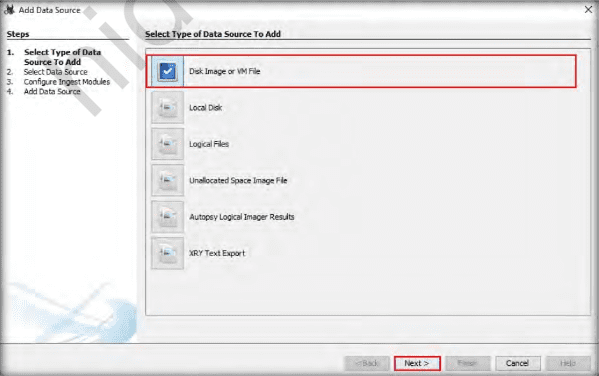 Add Data Source
Steps
1. Select Type of Data
Source To Add
2. Select Data Source
3. Configure Ingest Modules
4. Add Data Source
Select Type of Data Source To Add
Disk Image or VM File
Local Disk
Logical Files
Unallocated Space Image File
Autopsy Logical Imager Results
XRY Text Export
< Back
Next >
Finish
Cancel
Help